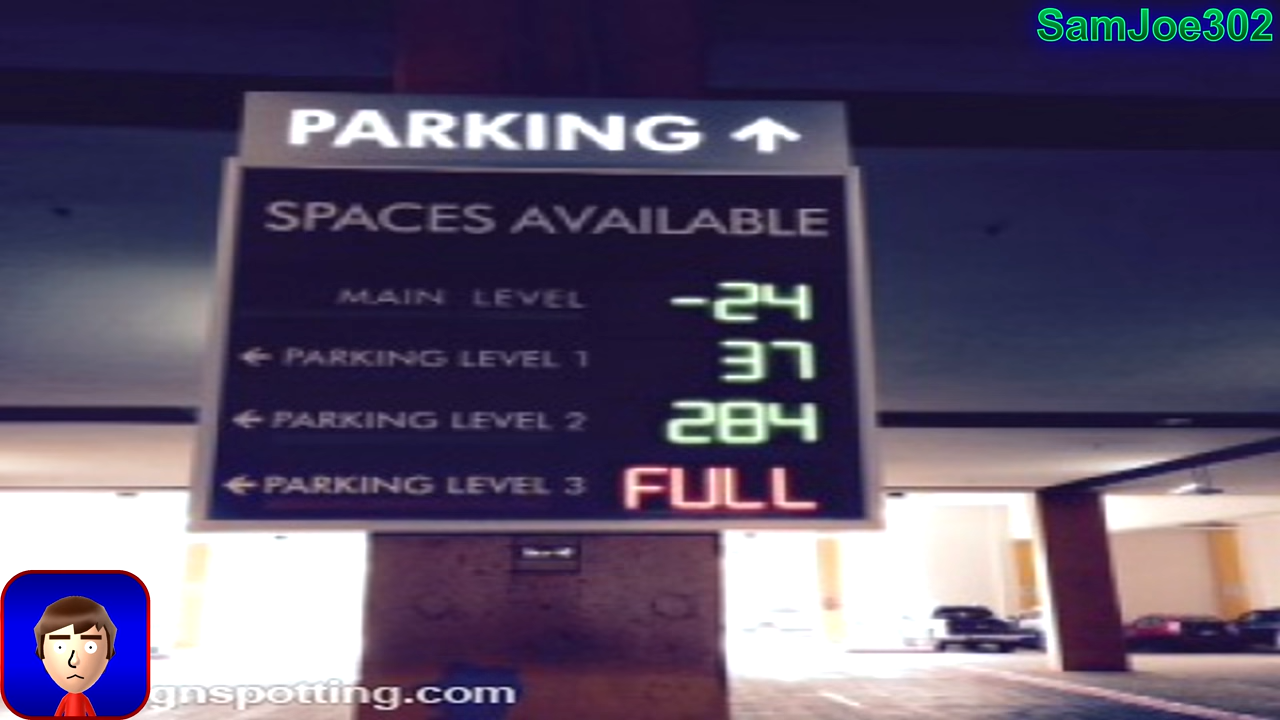 SamJoe302
PARKING ↑
SPACES AVAILABLE
MAIN LEVEL -24
← PARKING LEVEL 1 37
← PARKING LEVEL 2 284
← PARKING LEVEL 3 FULL
gnspotting.com